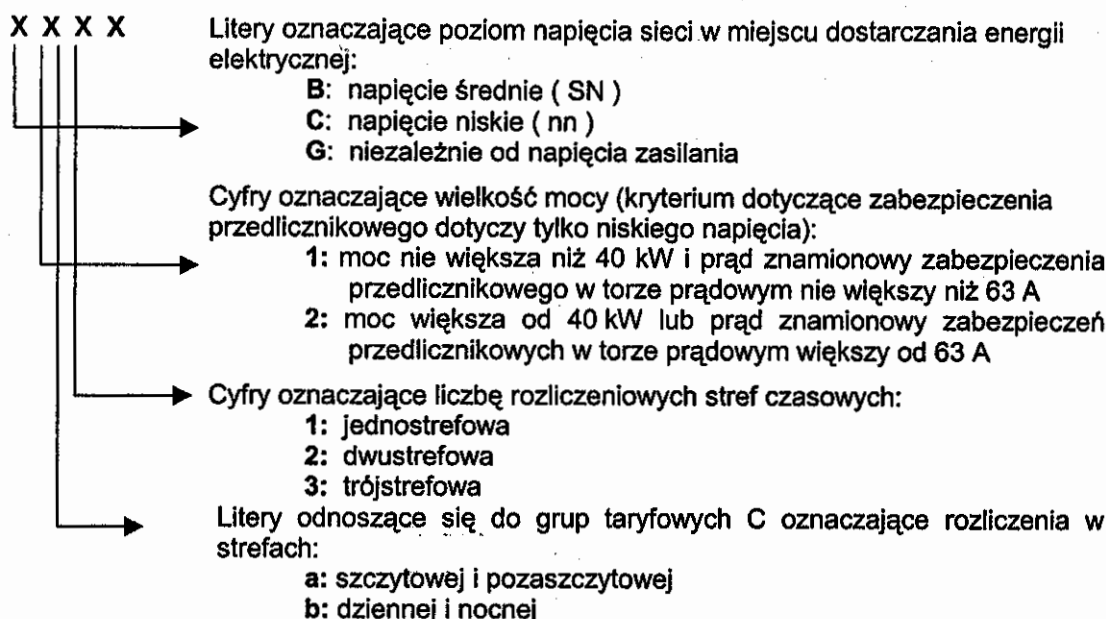 X X X X Litery oznaczające poziom napięcia sieci w miejscu dostarczania energii
elektrycznej:
B: napięcie średnie ( SN )
C: napięcie niskie ( nn )
G: niezależnie od napięcia zasilania
Cyfry oznaczające wielkość mocy (kryterium dotyczące zabezpieczenia
przedlicznikowego dotyczy tylko niskiego napięcia):
1: moc nie większa niż 40 kW i prąd znamionowy zabezpieczenia
przedlicznikowego w torze prądowym nie większy niż 63 A
2: moc większa od 40 kW lub prąd znamionowy zabezpieczeń
przedlicznikowych w torze prądowym większy od 63 A
Cyfry oznaczające liczbę rozliczeniowych stref czasowych:
1: jednostrefowa
2: dwustrefowa
3: trójstrefowa
Litery odnoszące się do grup taryfowych C oznaczające rozliczenia w
strefach:
a: szczytowej i pozaszczytowej
b: dziennej i nocnej